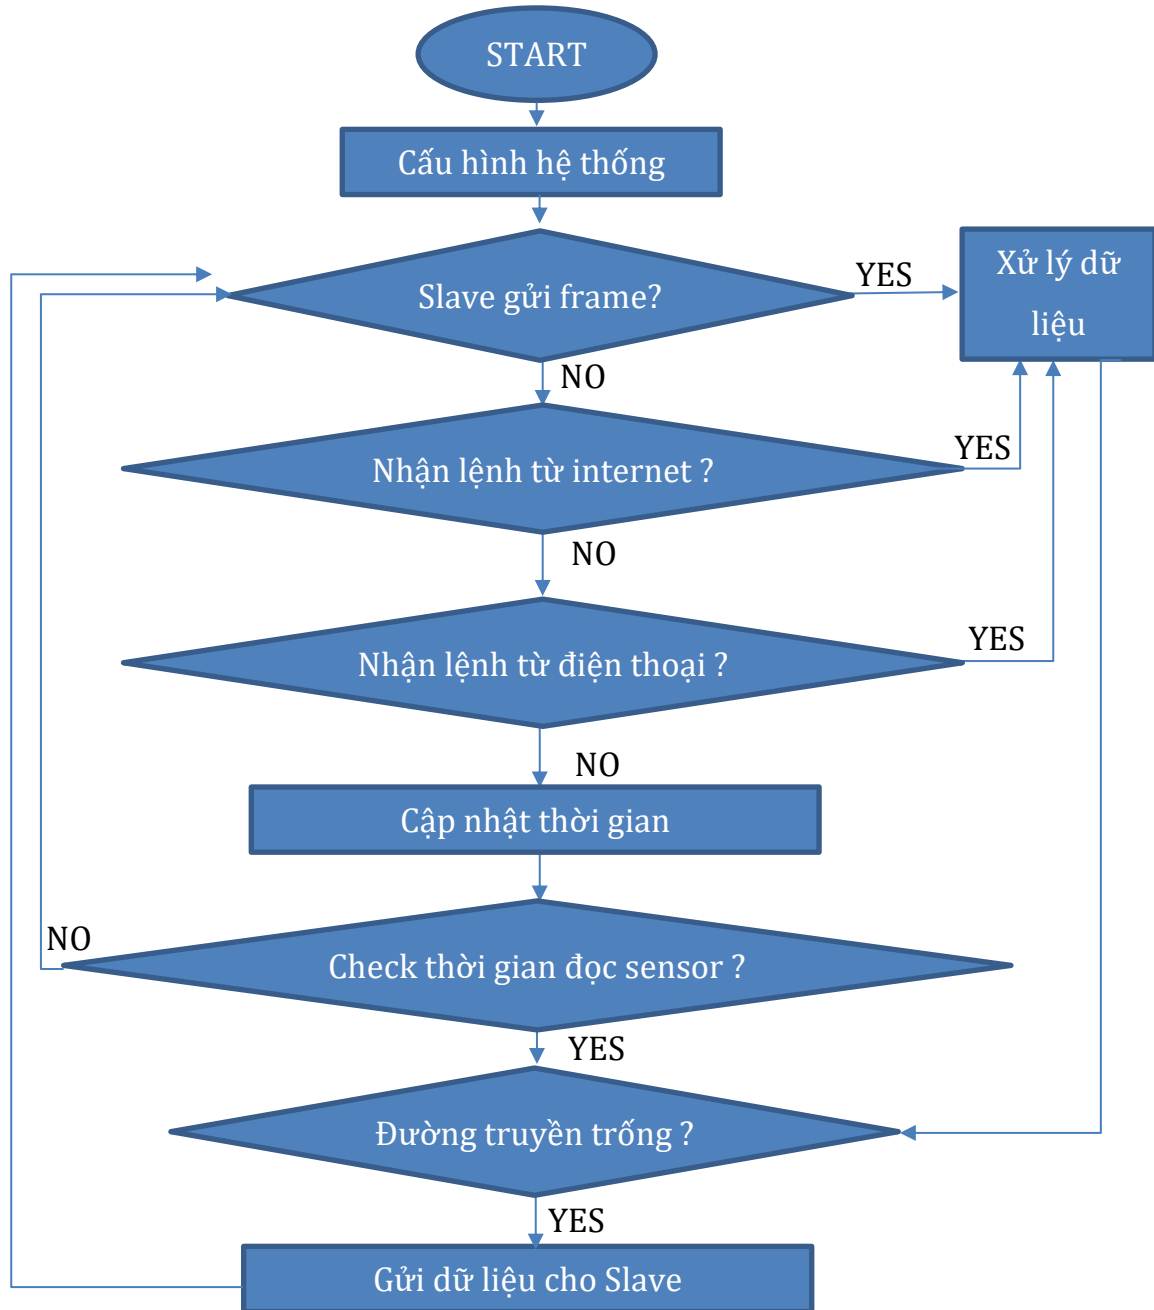 START
Cấu hình hệ thống
Slave gửi frame?
YES
Xử lý dữ
liệu
NO
Nhận lệnh từ internet ?
YES
NO
Nhận lệnh từ điện thoại ?
YES
NO
Cập nhật thời gian
NO
Check thời gian đọc sensor ?
YES
Đường truyền trống ?
YES
Gửi dữ liệu cho Slave